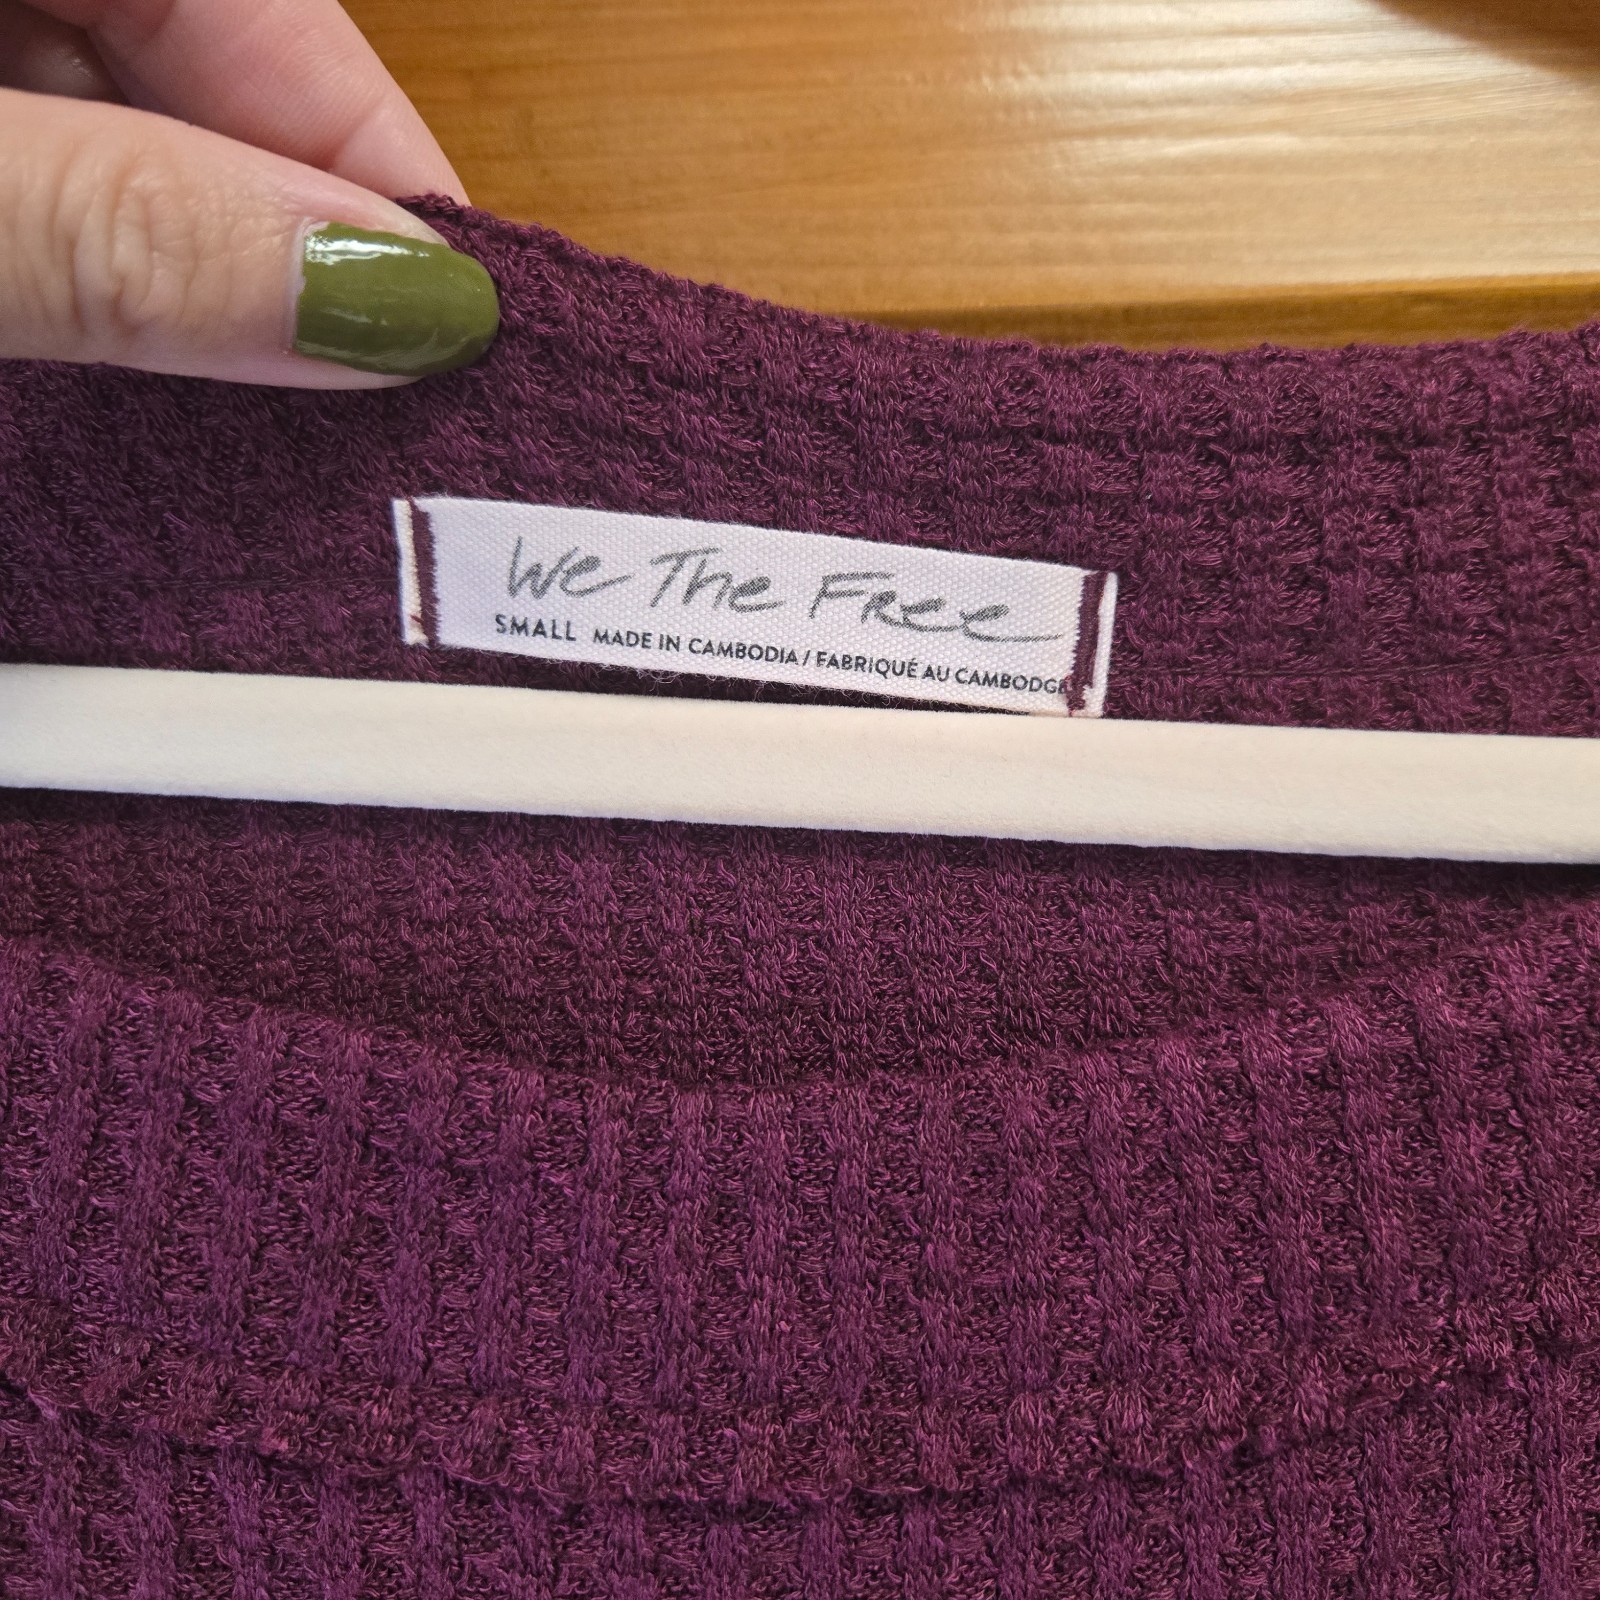 We The Free
SMALL MADE IN CAMBODIA / FABRIQUÉ AU CAMBODGE